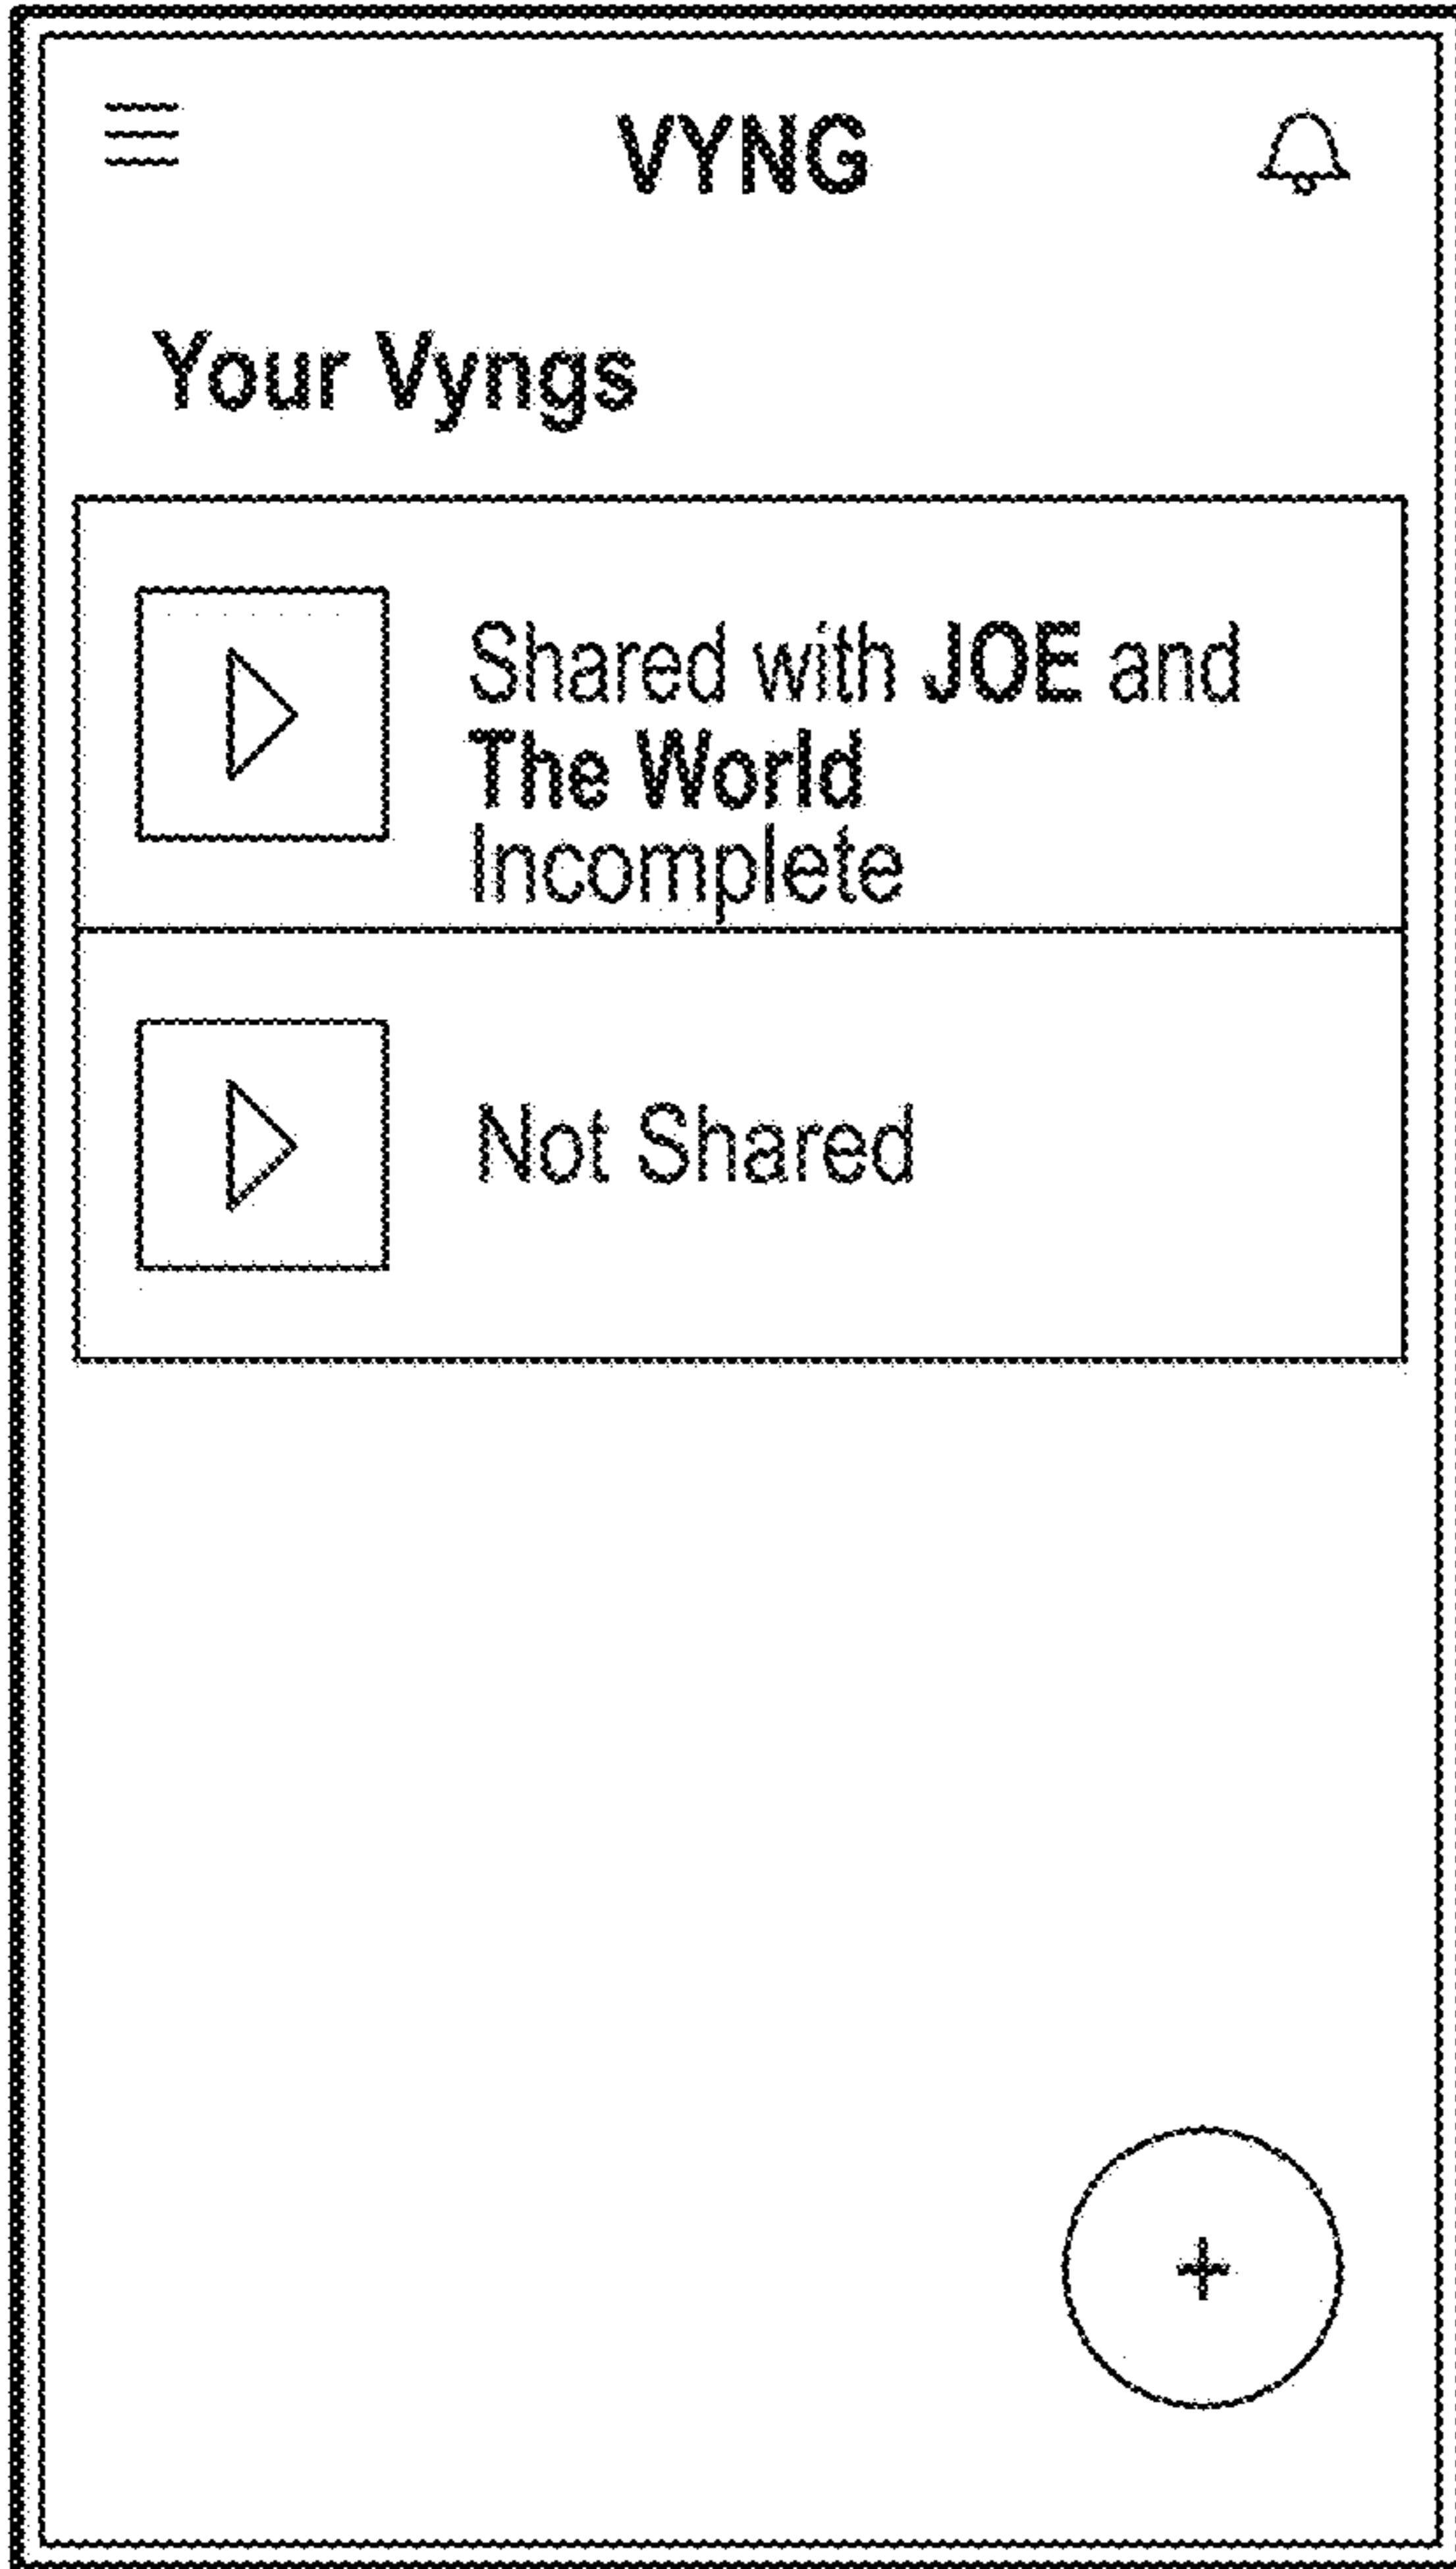 VYNG
Your Vyngs
Shared with JOE and
The World
Incomplete
Not Shared
+